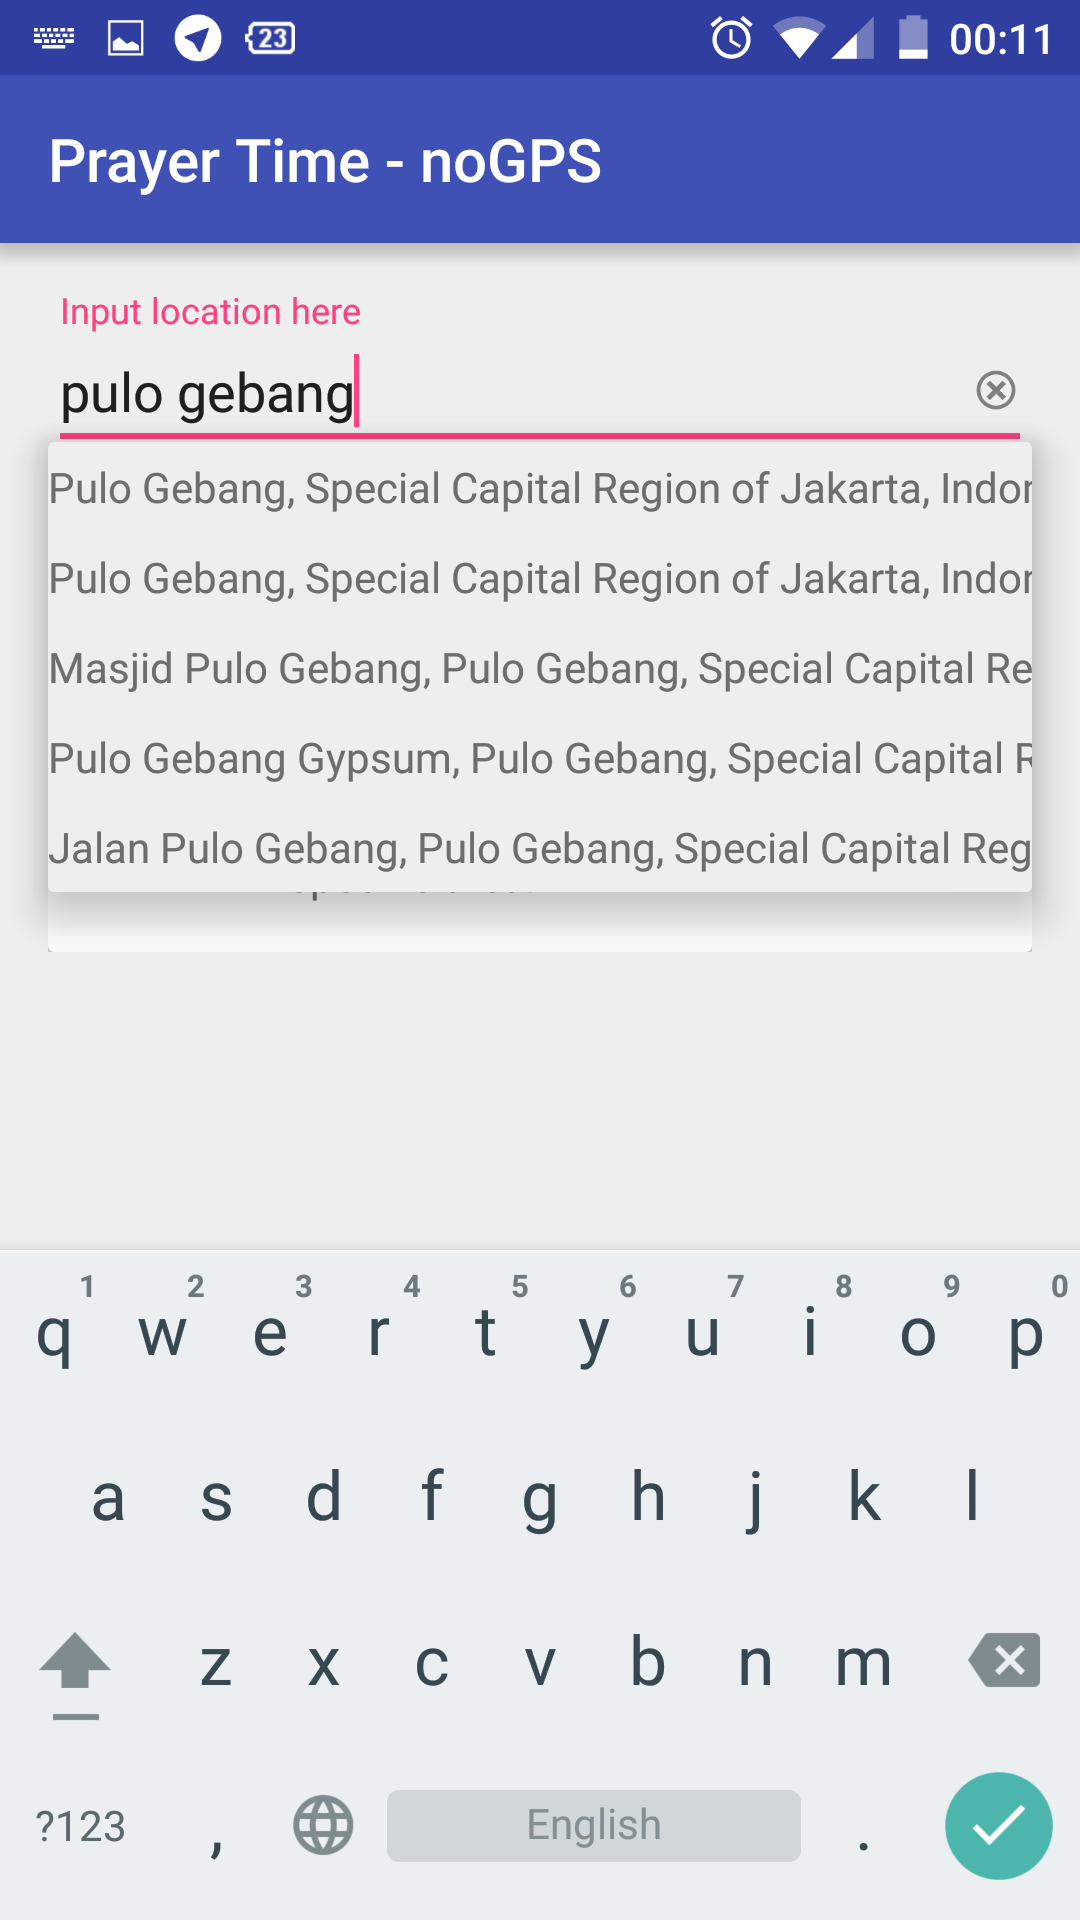 23
00:11
Prayer Time - noGPS
Input location here
pulo gebang
Pulo Gebang, Special Capital Region of Jakarta, Indon
Pulo Gebang, Special Capital Region of Jakarta, Indon
Masjid Pulo Gebang, Pulo Gebang, Special Capital Re
Pulo Gebang Gypsum, Pulo Gebang, Special Capital R
Jalan Pulo Gebang, Pulo Gebang, Special Capital Reg
1 2 3 4 5 6 7 8 9 0
q w e r t y u i o p
a s d f g h j k l
z x c v b n m
?123 , English .